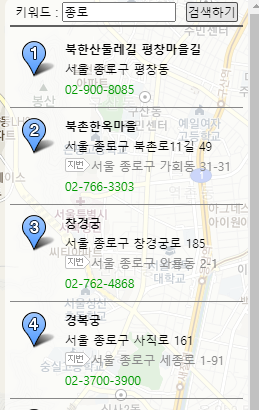 키워드 : 종로 검색하기
1
북한산둘레길 평창마을길
서울 종로구 평창동
02-900-8085
2
북촌한옥마을
서울 종로구 북촌로11길 49
지번 서울 종로구 가회동 31-31
02-766-3303
3
창경궁
서울 종로구 창경궁로 185
지번 서울 종로구 와룡동 2-1
02-762-4868
4
경복궁
서울 종로구 사직로 161
지번 서울 종로구 세종로 1-91
02-3700-3900